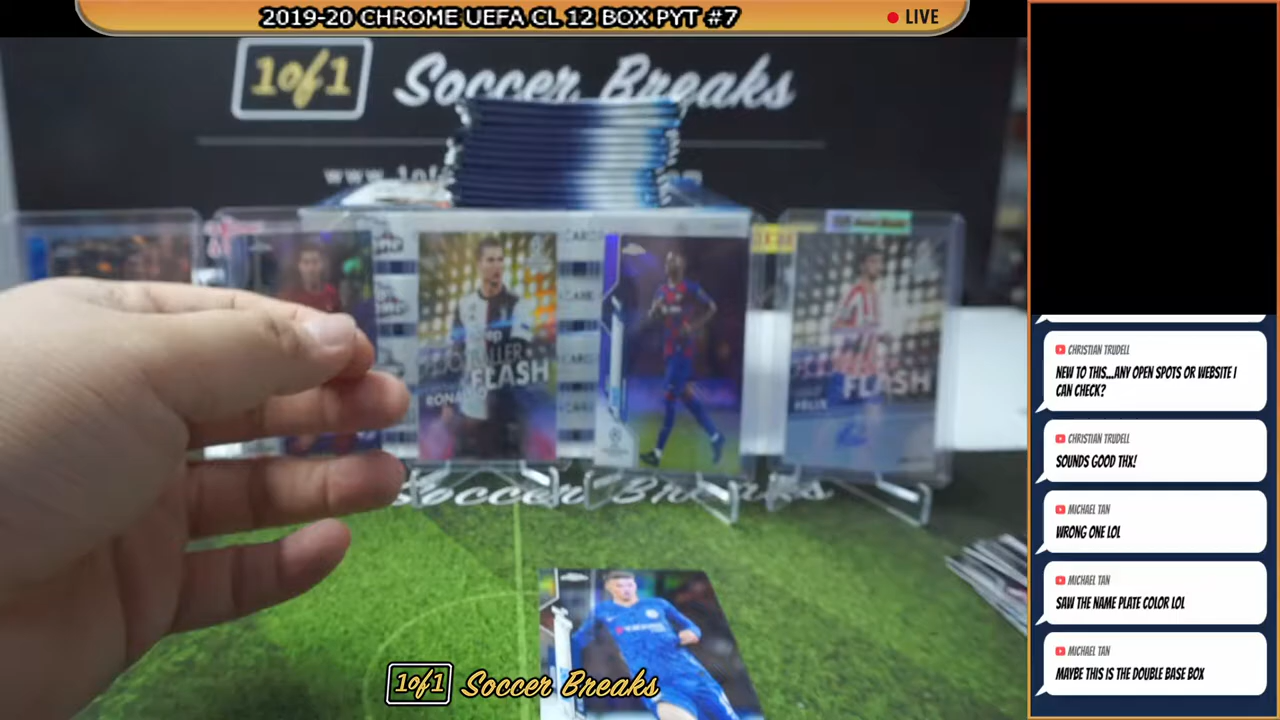 2019-20 CHROME UEFA CL 12 BOX PYT #7
LIVE
1of1 Soccer Breaks
FLASH
RONALDO
FLASH
FELIX
Soccer Breaks
1of1 Soccer Breaks
CHRISTIAN TRUDELL
NEW TO THIS...ANY OPEN SPOTS OR WEBSITE I
CAN CHECK?
CHRISTIAN TRUDELL
SOUNDS GOOD THX!
MICHAEL TAN
WRONG ONE LOL
MICHAEL TAN
SAW THE NAME PLATE COLOR LOL
MICHAEL TAN
MAYBE THIS IS THE DOUBLE BASE BOX